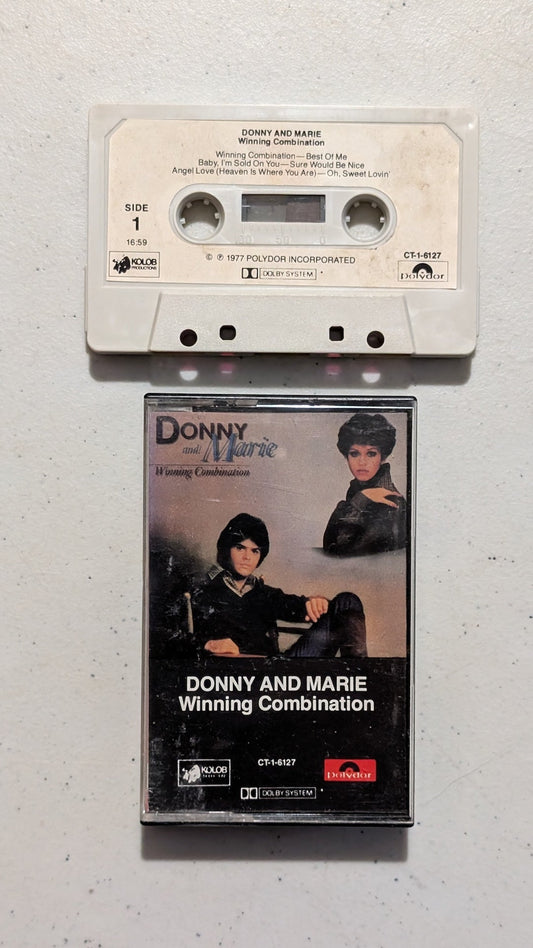 DONNY AND MARIE
Winning Combination
Winning Combination—Best Of Me
Baby, I'm Sold On You—Sure Would Be Nice
Angel Love (Heaven Is Where You Are)—Oh, Sweet Lovin'
SIDE
1
16:59
50 0
© ℗ 1977 POLYDOR INCORPORATED
KOLOB
PRODUCTIONS
DOLBY SYSTEM
CT-1-6127
polydor
DONNY
and
Marie
Winning Combination
DONNY AND MARIE
Winning Combination
KOLOB
CT-1-6127
polydor
DOLBY SYSTEM